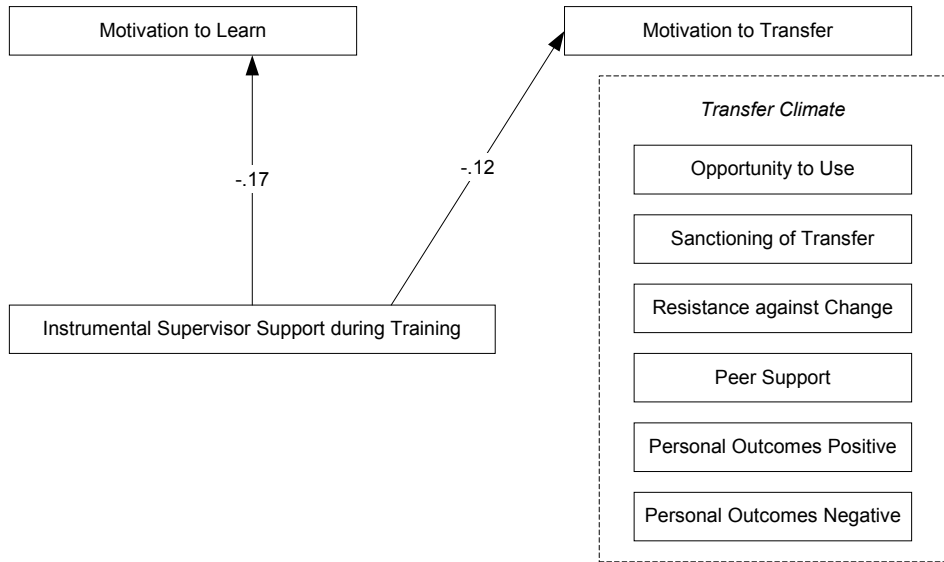 Motivation to Learn
Motivation to Transfer
Transfer Climate
Opportunity to Use
-.17
-.12
Sanctioning of Transfer
Resistance against Change
Instrumental Supervisor Support during Training
Peer Support
Personal Outcomes Positive
Personal Outcomes Negative